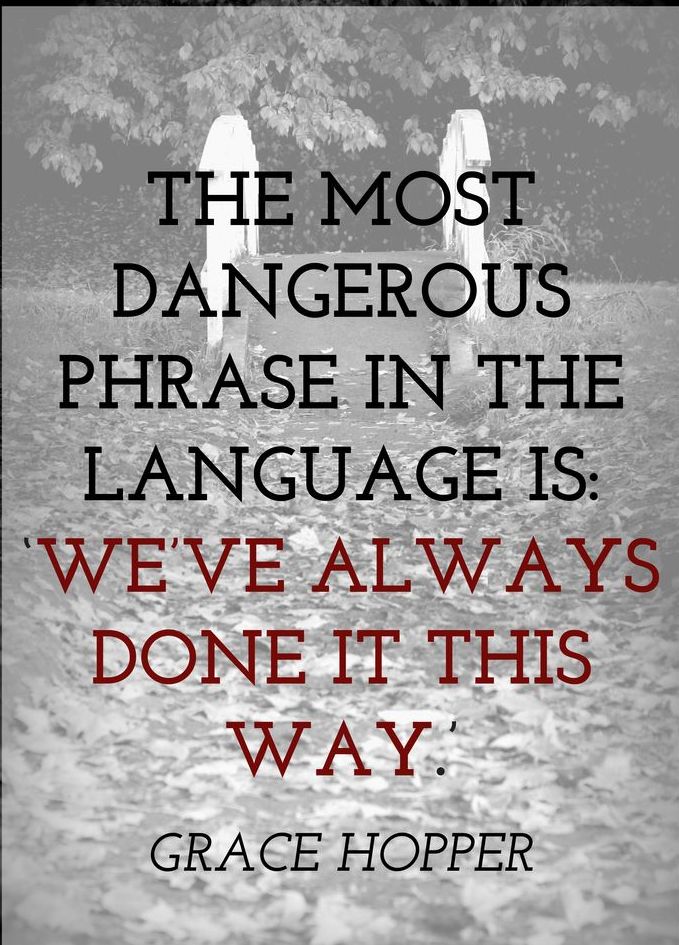 THE MOST
DANGEROUS
PHRASE IN THE
LANGUAGE IS:
‘WE’VE ALWAYS
DONE IT THIS
WAY.’
GRACE HOPPER